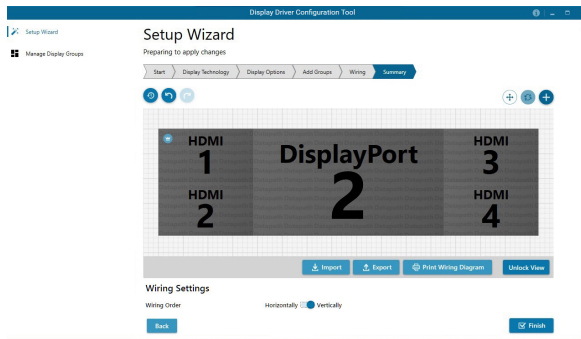 Display Driver Configuration Tool
Setup Wizard
Manage Display Groups
Setup Wizard
Preparing to apply changes
Start
Display Technology
Display Options
Add Groups
Wiring
Summary
HDMI
1
HDMI
2
DisplayPort
2
HDMI
3
HDMI
4
Import
Export
Print Wiring Diagram
Unlock View
Wiring Settings
Wiring Order
Horizontally
Vertically
Back
Finish